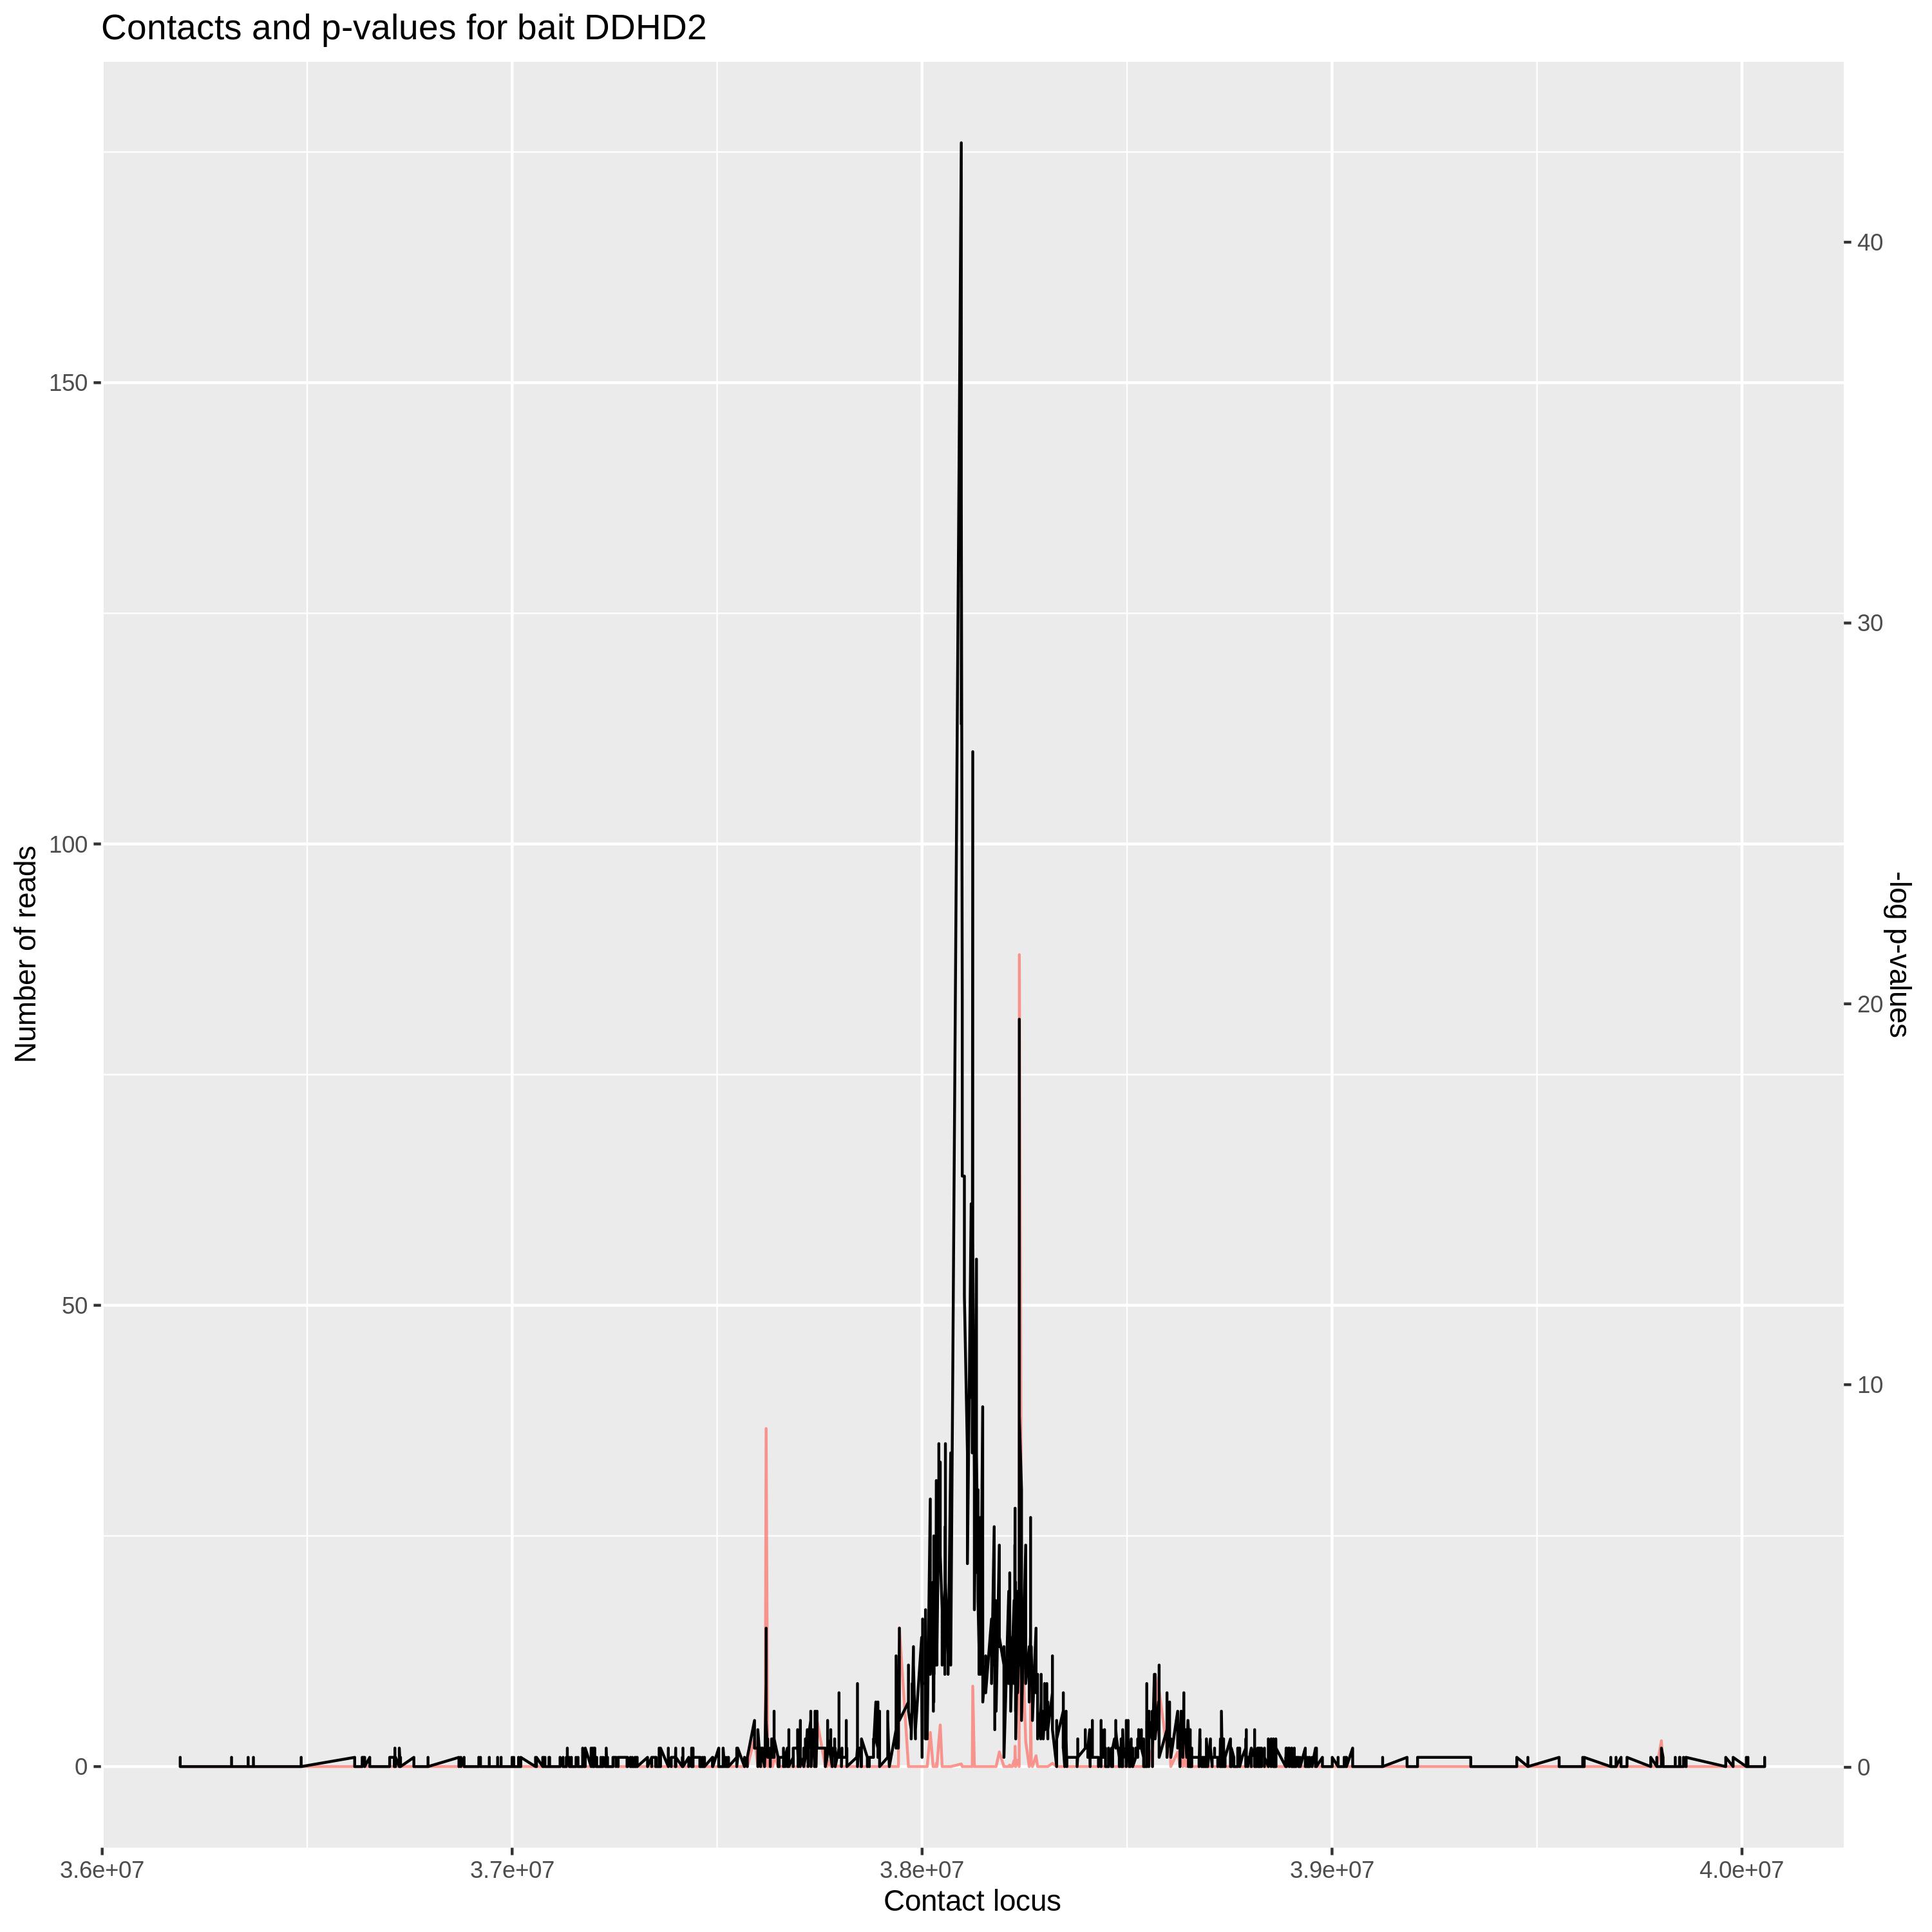 Contacts and p-values for bait DDHD2
Number of reads
150
100
50
0
40
30
20
10
0
-log p-values
3.6e+07
3.7e+07
3.8e+07
3.9e+07
4.0e+07
Contact locus